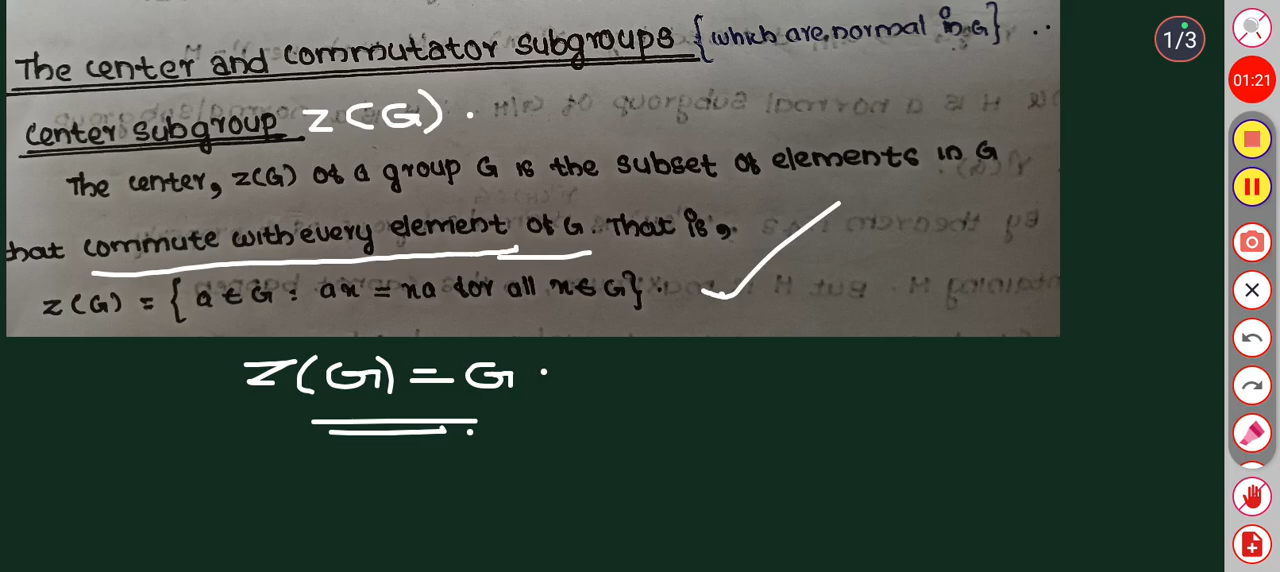 The center and commutator subgroups {which are normal in G} ..
1/3
01:21
center subgroup Z(G).
The center, Z(G) of a group G is the subset of elements in G
that commute with every element of G. That is,
Z(G) = { a ∈ G : ax = xa for all x ∈ G}.
Z(G) = G.